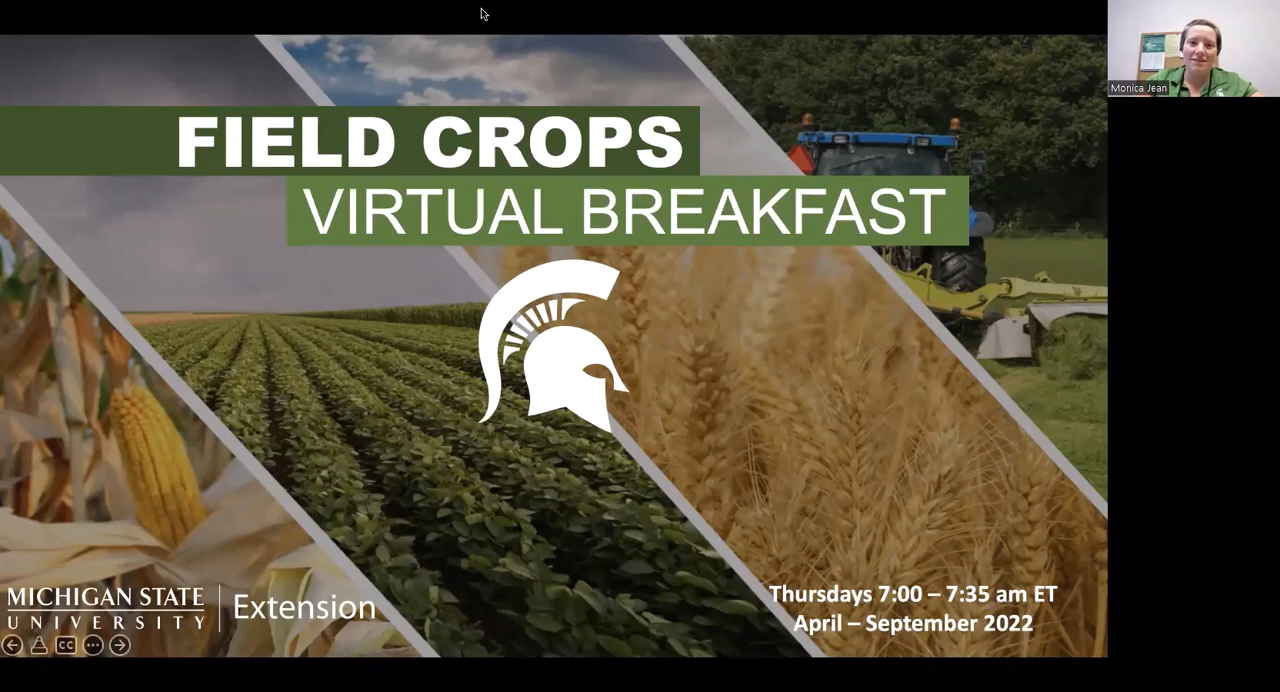 FIELD CROPS
VIRTUAL BREAKFAST
Monica Jean
MICHIGAN STATE
UNIVERSITY
Extension
Thursdays 7:00 – 7:35 am ET
April – September 2022
CC